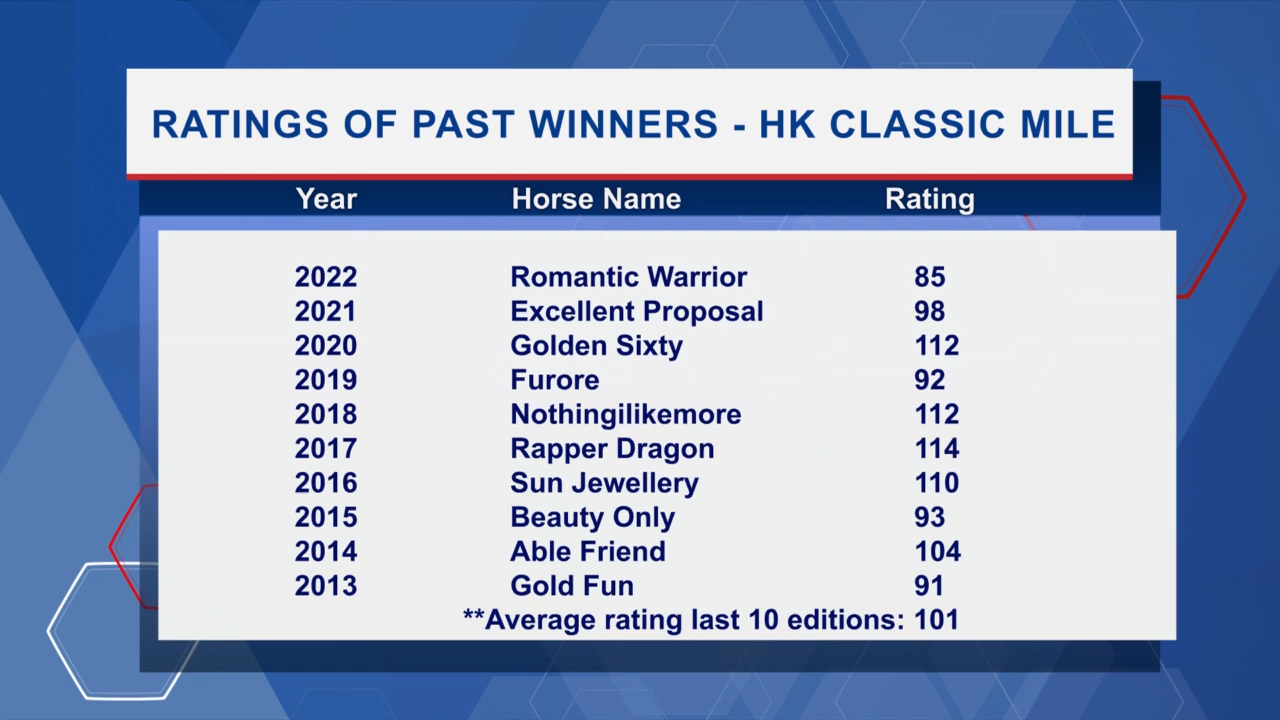 RATINGS OF PAST WINNERS - HK CLASSIC MILE
Year Horse Name Rating
2022 Romantic Warrior 85
2021 Excellent Proposal 98
2020 Golden Sixty 112
2019 Furore 92
2018 Nothingilikemore 112
2017 Rapper Dragon 114
2016 Sun Jewellery 110
2015 Beauty Only 93
2014 Able Friend 104
2013 Gold Fun 91
**Average rating last 10 editions: 101